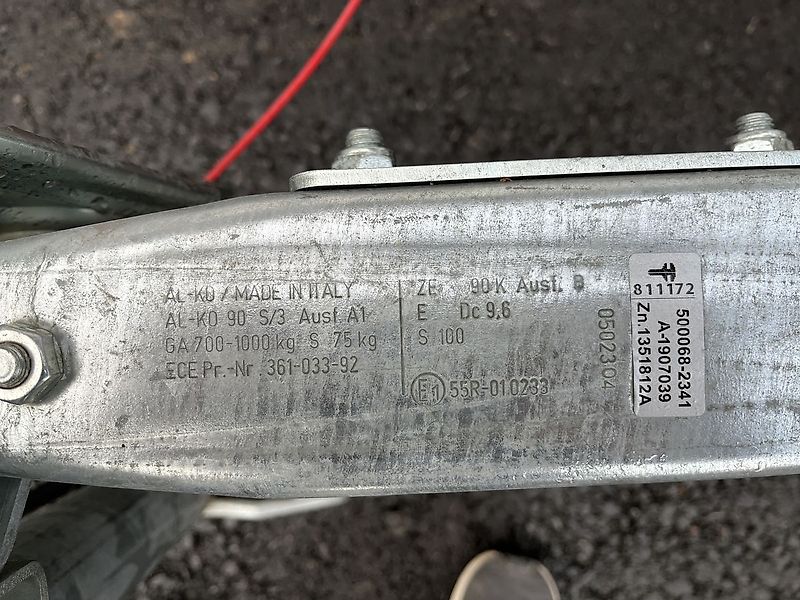 AL-KO / MADE IN ITALY
AL-KO 90 S/3 Ausf. A1
GA 700-1000 kg S 75 kg
ECE Pr.-Nr. 361-033-92
ZE 90 K Ausf. B
E Dc 9,6
S 100
E1 55R-01 0233
0502304
811172
500068-2341
A-1907039
Zn.1351812A